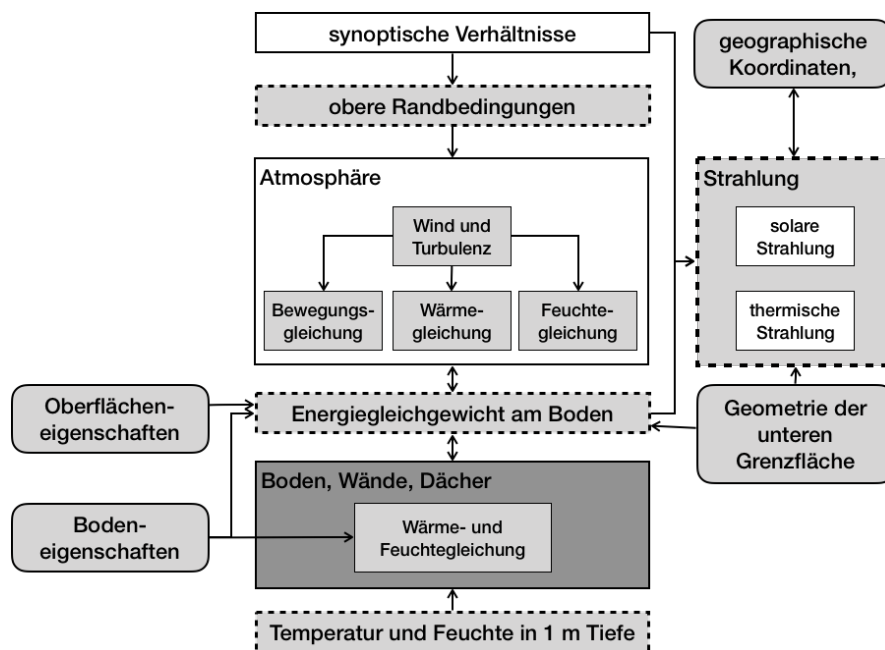 synoptische Verhältnisse
geographische
Koordinaten,
obere Randbedingungen
Atmosphäre
Wind und
Turbulenz
Bewegungs-
gleichung
Wärme-
gleichung
Feuchte-
gleichung
Strahlung
solare
Strahlung
thermische
Strahlung
Oberflächen-
eigenschaften
Energiegleichgewicht am Boden
Geometrie der
unteren
Grenzfläche
Boden, Wände, Dächer
Wärme- und
Feuchtegleichung
Boden-
eigenschaften
Temperatur und Feuchte in 1 m Tiefe